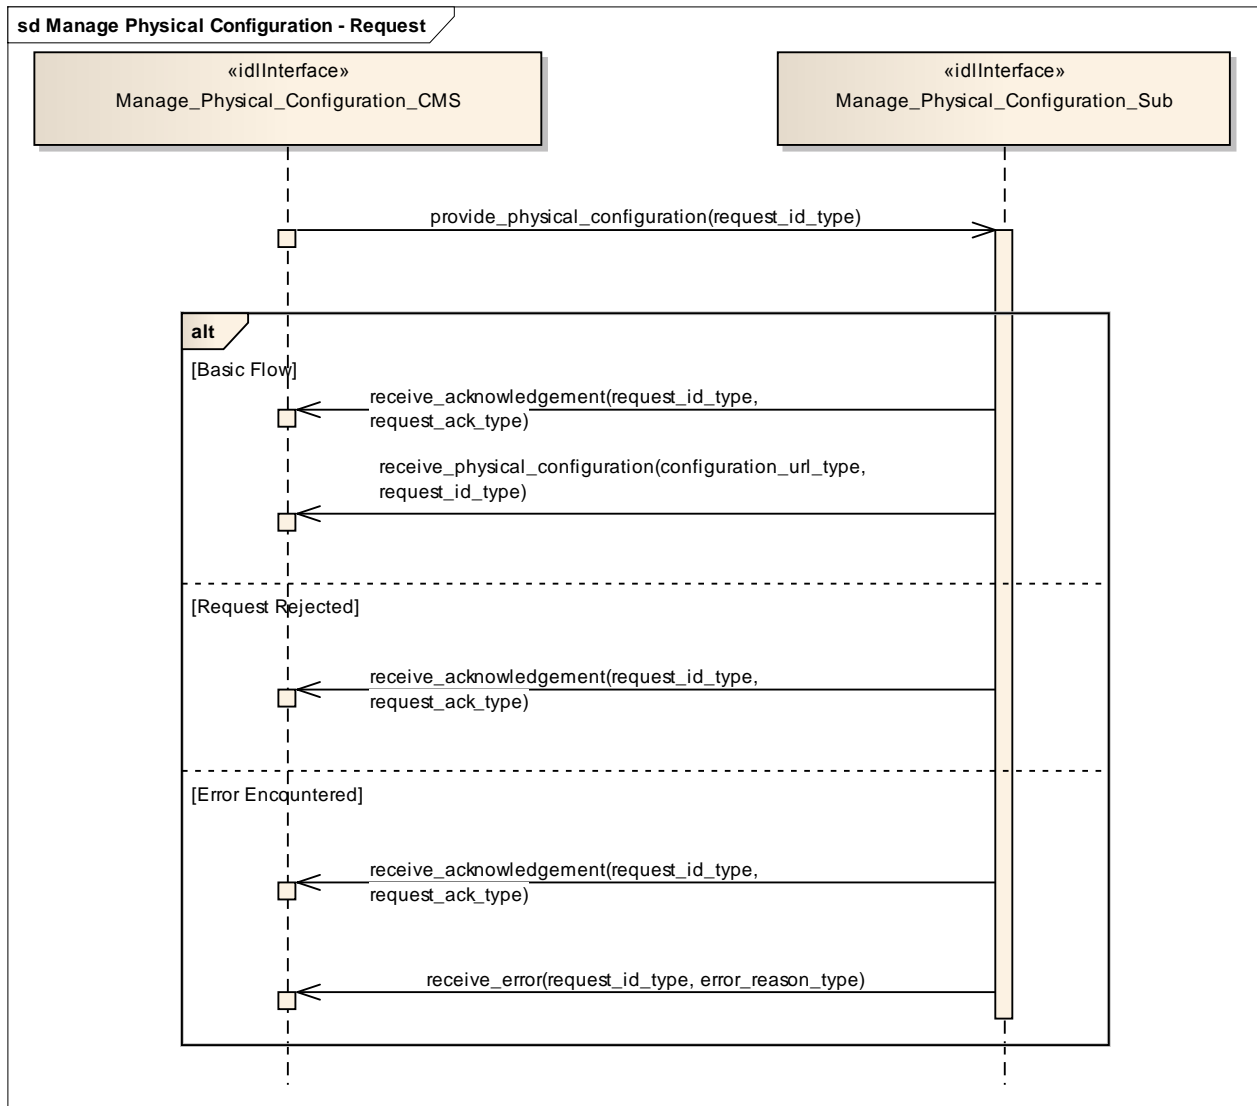 sd Manage Physical Configuration - Request
«idlInterface»
Manage_Physical_Configuration_CMS
«idlInterface»
Manage_Physical_Configuration_Sub
provide_physical_configuration(request_id_type)
alt
[Basic Flow]
receive_acknowledgement(request_id_type,
request_ack_type)
receive_physical_configuration(configuration_url_type,
request_id_type)
[Request Rejected]
receive_acknowledgement(request_id_type,
request_ack_type)
[Error Encountered]
receive_acknowledgement(request_id_type,
request_ack_type)
receive_error(request_id_type, error_reason_type)